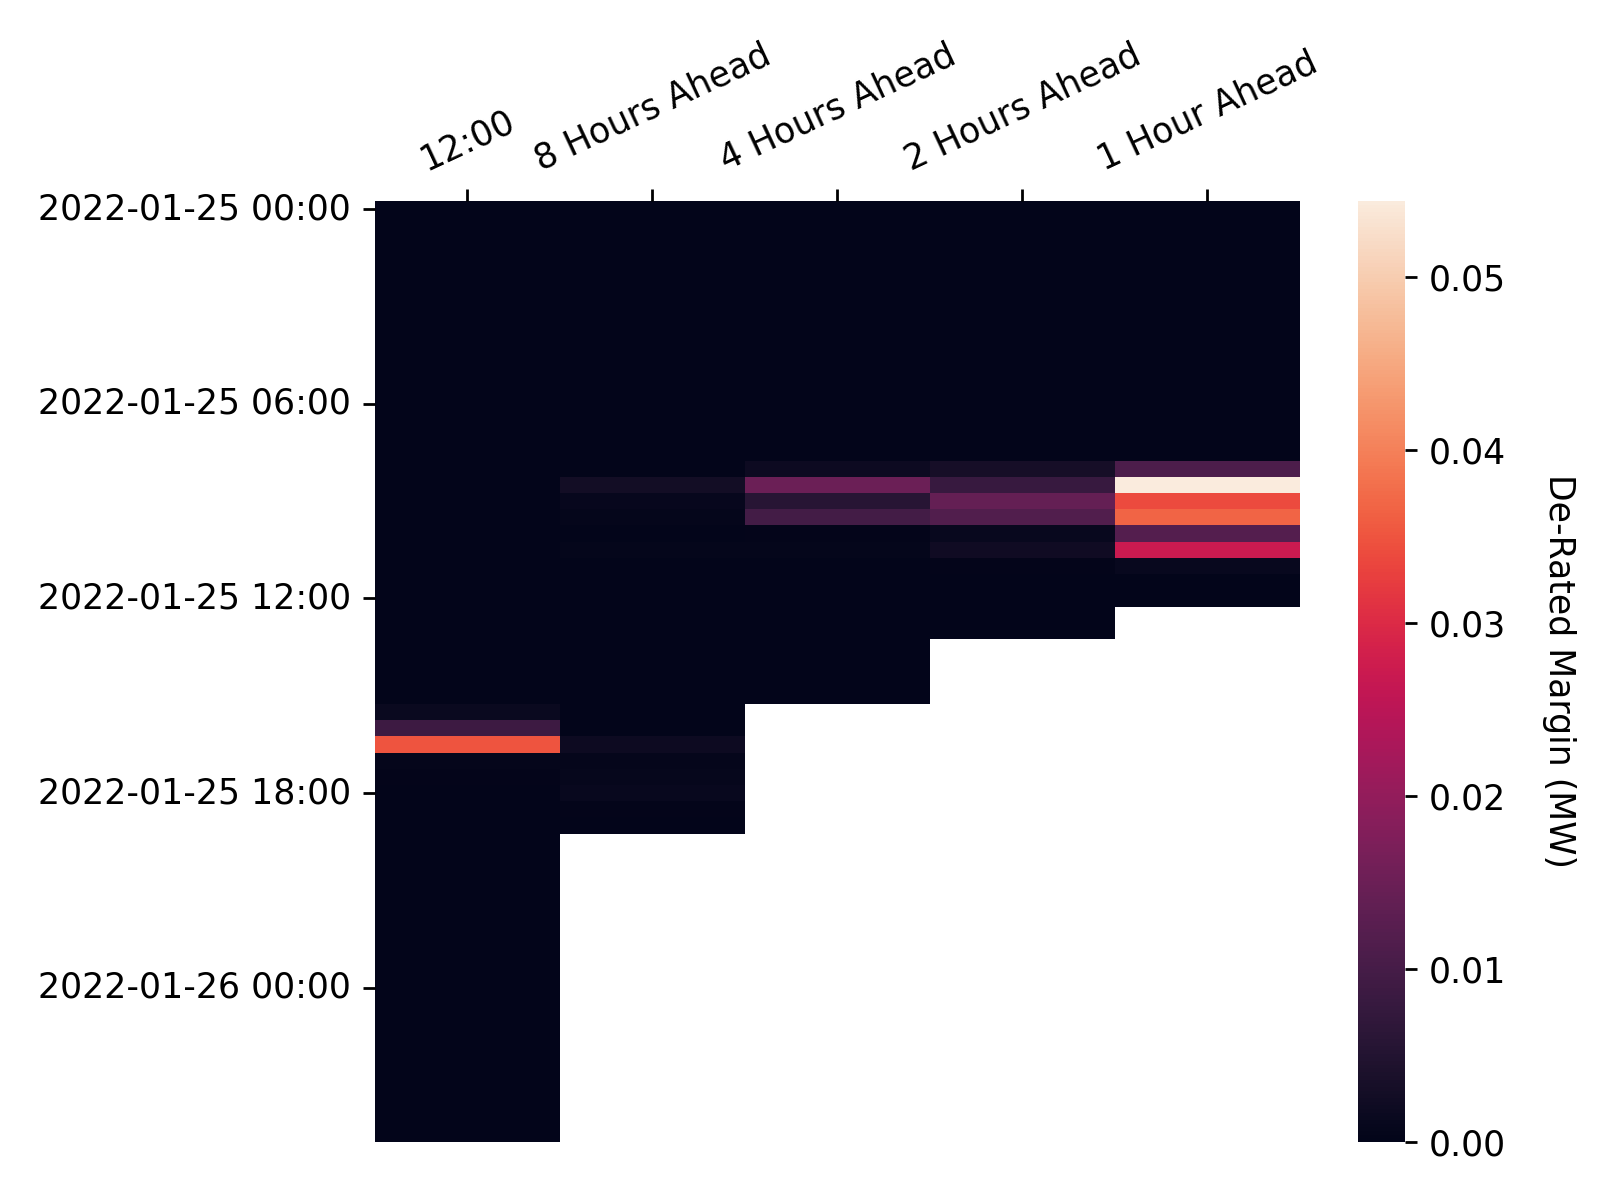 12:00
8 Hours Ahead
4 Hours Ahead
2 Hours Ahead
1 Hour Ahead
2022-01-25 00:00
2022-01-25 06:00
2022-01-25 12:00
2022-01-25 18:00
2022-01-26 00:00
0.05
0.04
0.03
0.02
0.01
0.00
De-Rated Margin (MW)